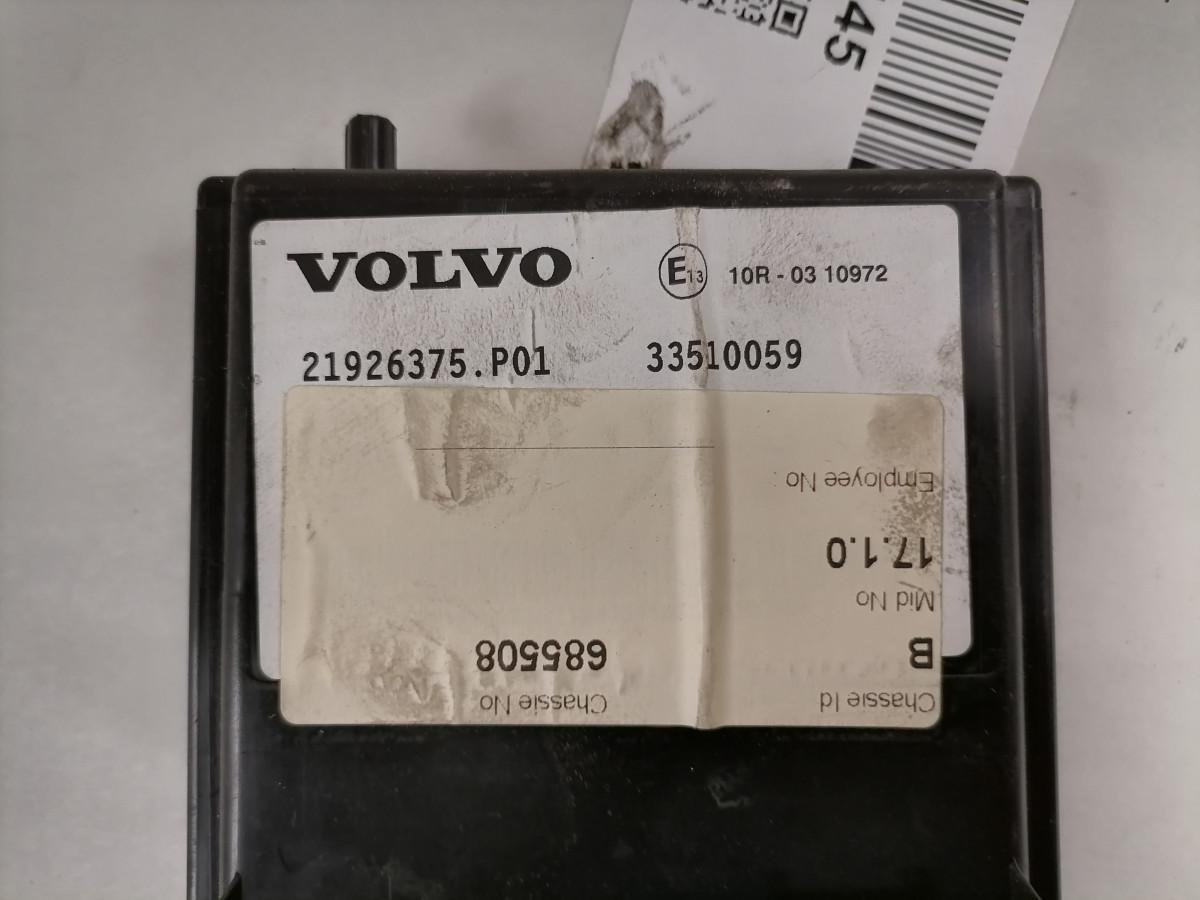 45
VOLVO E13 10R - 03 10972
21926375.P01 33510059
Chassie Id Chassie No
B 685508
Mid No
17.1.0
Employee No :